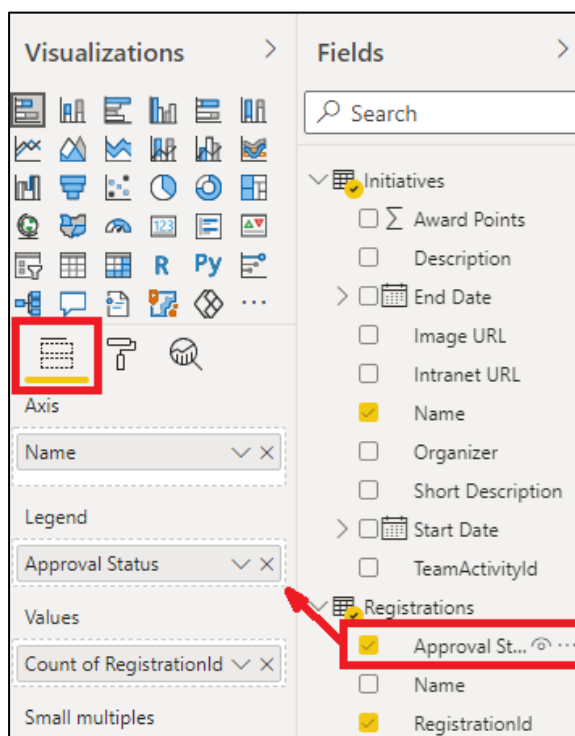 Visualizations
Fields
Search
Initiatives
Award Points
Description
End Date
Image URL
Intranet URL
Name
Organizer
Short Description
Start Date
TeamActivityId
Registrations
Approval St... ...
Name
RegistrationId
123
R Py
...
Axis
Name
Legend
Approval Status
Values
Count of RegistrationId
Small multiples